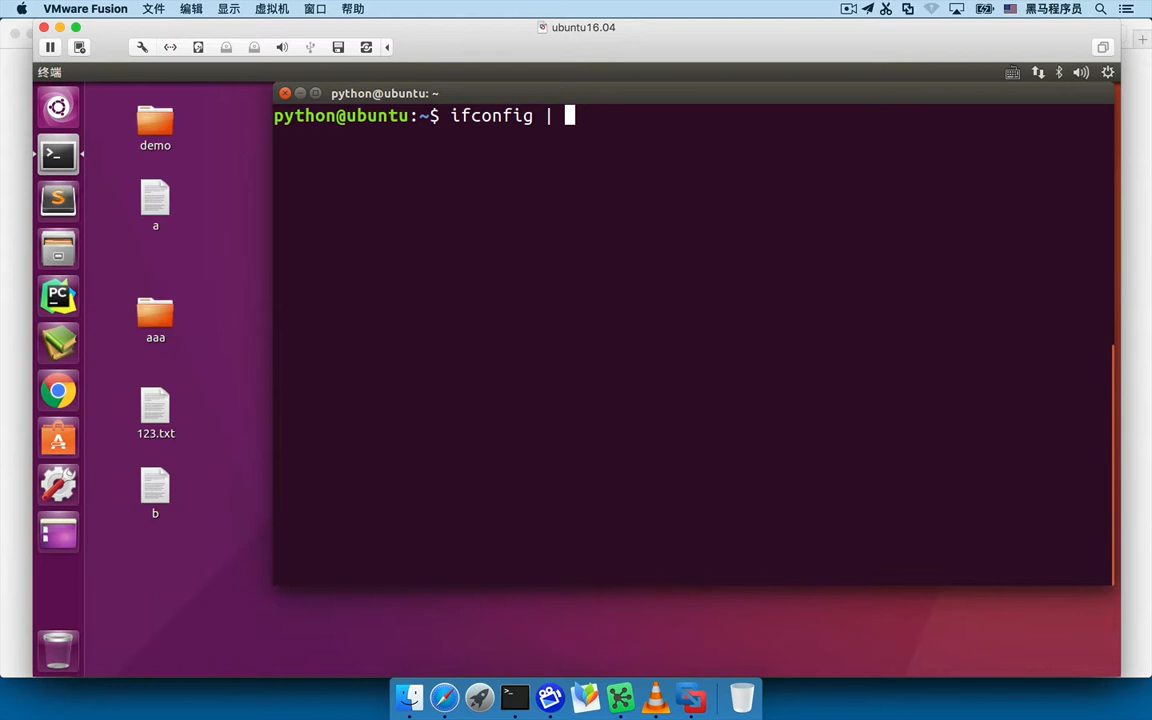 VMware Fusion 文件 编辑 显示 虚拟机 窗口 帮助 黑马程序员
ubuntu16.04
终端
python@ubuntu: ~
python@ubuntu:~$ ifconfig |
demo
a
aaa
123.txt
b
PC